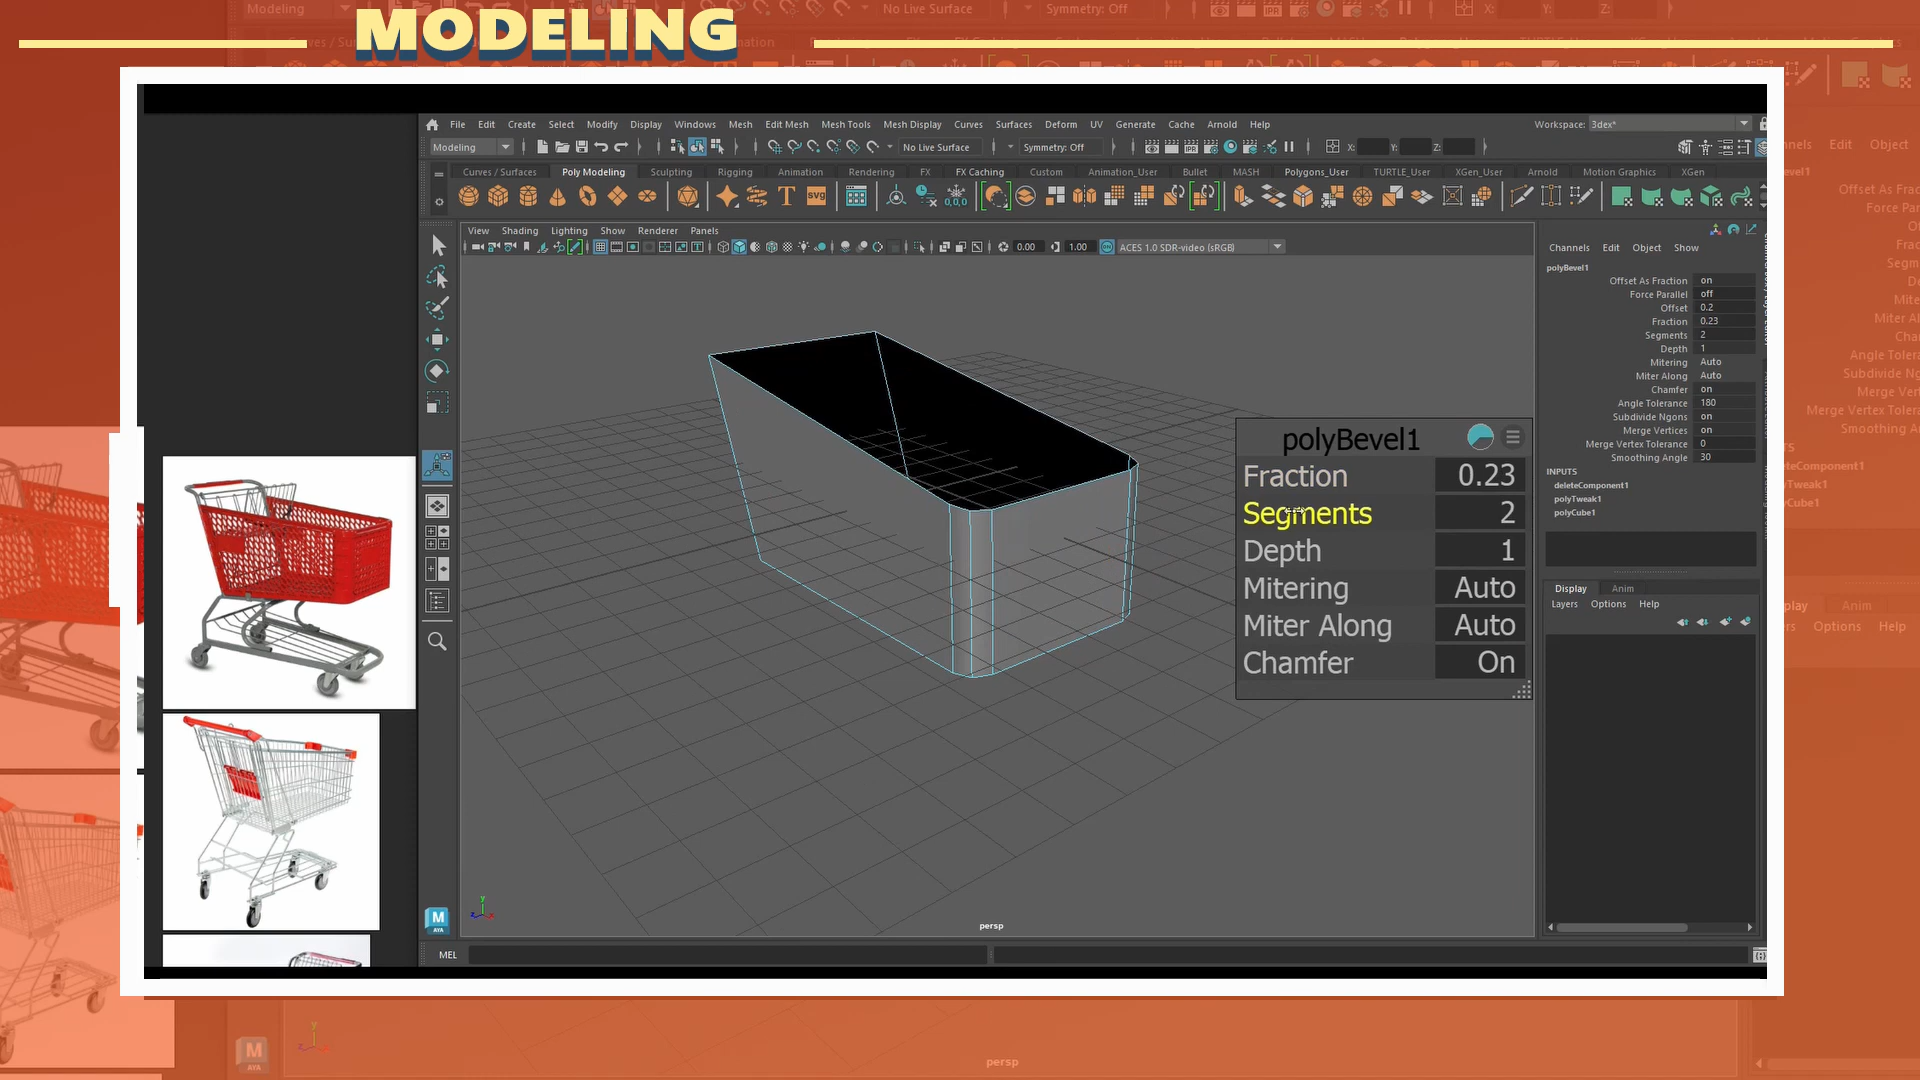 MODELING
File Edit Create Select Modify Display Windows Mesh Edit Mesh Mesh Tools Mesh Display Curves Surfaces Deform UV Generate Cache Arnold Help Workspace: 3dex*
Modeling No Live Surface Symmetry: Off X: Y: Z:
Curves / Surfaces Poly Modeling Sculpting Rigging Animation Rendering FX FX Caching Custom Animation_User Bullet MASH Polygons_User TURTLE_User XGen_User Arnold Motion Graphics XGen
View Shading Lighting Show Renderer Panels
0.00 1.00 ACES 1.0 SDR-video (sRGB)
Channels Edit Object Show
polyBevel1
Offset As Fraction on
Force Parallel off
Offset 0.2
Fraction 0.23
Segments 2
Depth 1
Mitering Auto
Miter Along Auto
Chamfer on
Angle Tolerance 180
Subdivide Ngons on
Merge Vertices on
Merge Vertex Tolerance 0
Smoothing Angle 30
INPUTS
deleteComponent1
polyTweak1
polyCube1
polyBevel1
Fraction 0.23
Segments 2
Depth 1
Mitering Auto
Miter Along Auto
Chamfer On
Display Anim
Layers Options Help
persp
MEL
M
AYA
persp